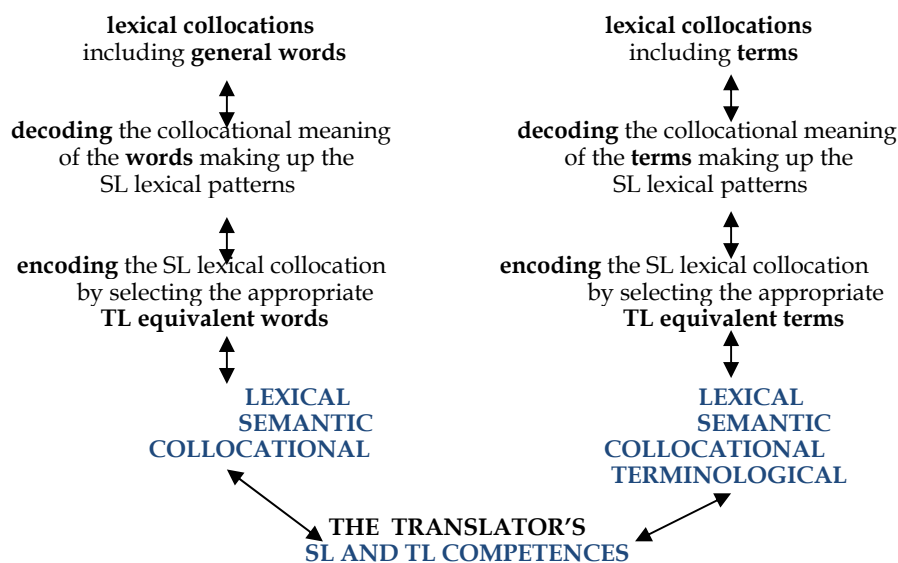 lexical collocations
including general words
decoding the collocational meaning
of the words making up the
SL lexical patterns
encoding the SL lexical collocation
by selecting the appropriate
TL equivalent words
LEXICAL
SEMANTIC
COLLOCATIONAL
lexical collocations
including terms
decoding the collocational meaning
of the terms making up the
SL lexical patterns
encoding the SL lexical collocation
by selecting the appropriate
TL equivalent terms
LEXICAL
SEMANTIC
COLLOCATIONAL
TERMINOLOGICAL
THE TRANSLATOR’S
SL AND TL COMPETENCES